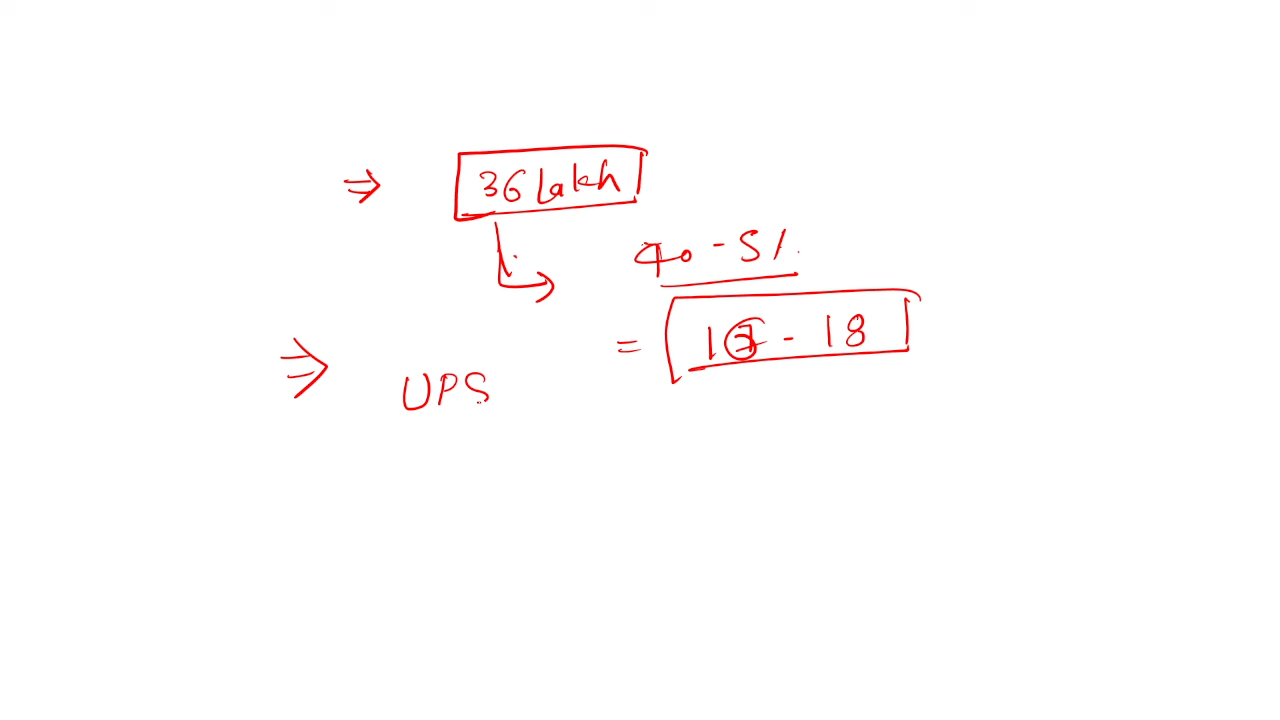 ⇒ 36 Lakh
40 - 5%
= - 18
⇒ UPS